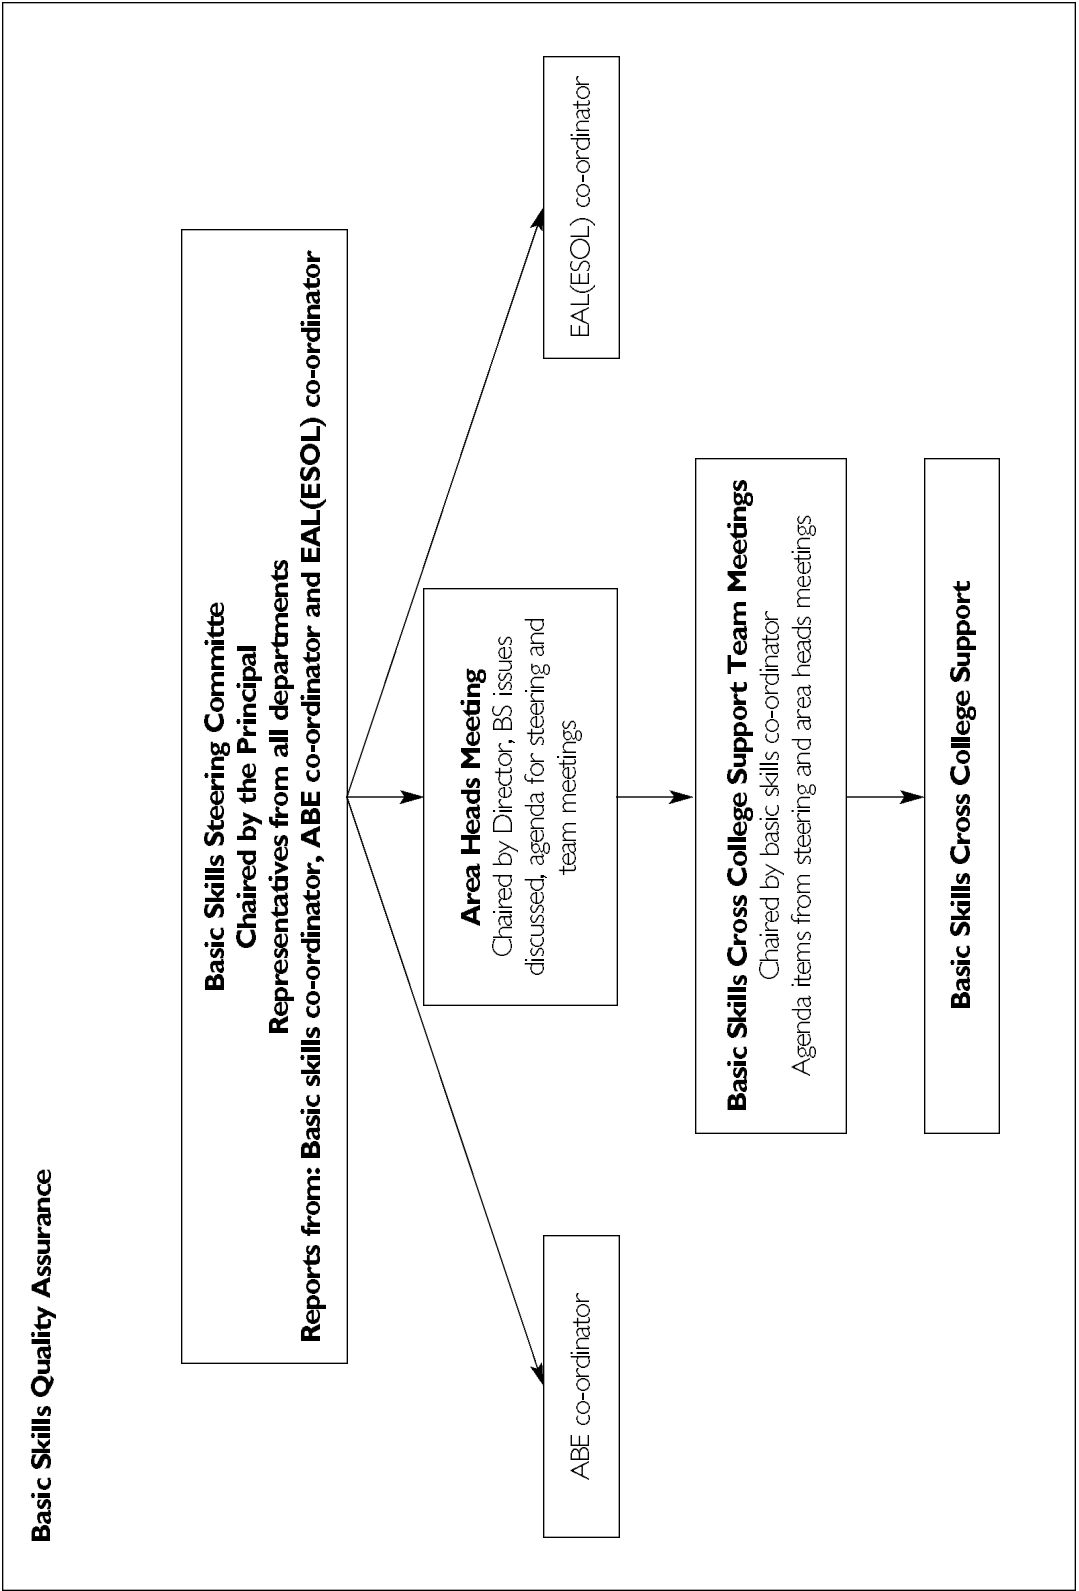 Basic Skills Quality Assurance
Basic Skills Steering Committe
Chaired by the Principal
Representatives from all departments
Reports from: Basic skills co-ordinator, ABE co-ordinator and EAL(ESOL) co-ordinator
Area Heads Meeting
Chaired by Director, BS issues
discussed, agenda for steering and
team meetings
ABE co-ordinator
EAL(ESOL) co-ordinator
Basic Skills Cross College Support Team Meetings
Chaired by basic skills co-ordinator
Agenda items from steering and area heads meetings
Basic Skills Cross College Support